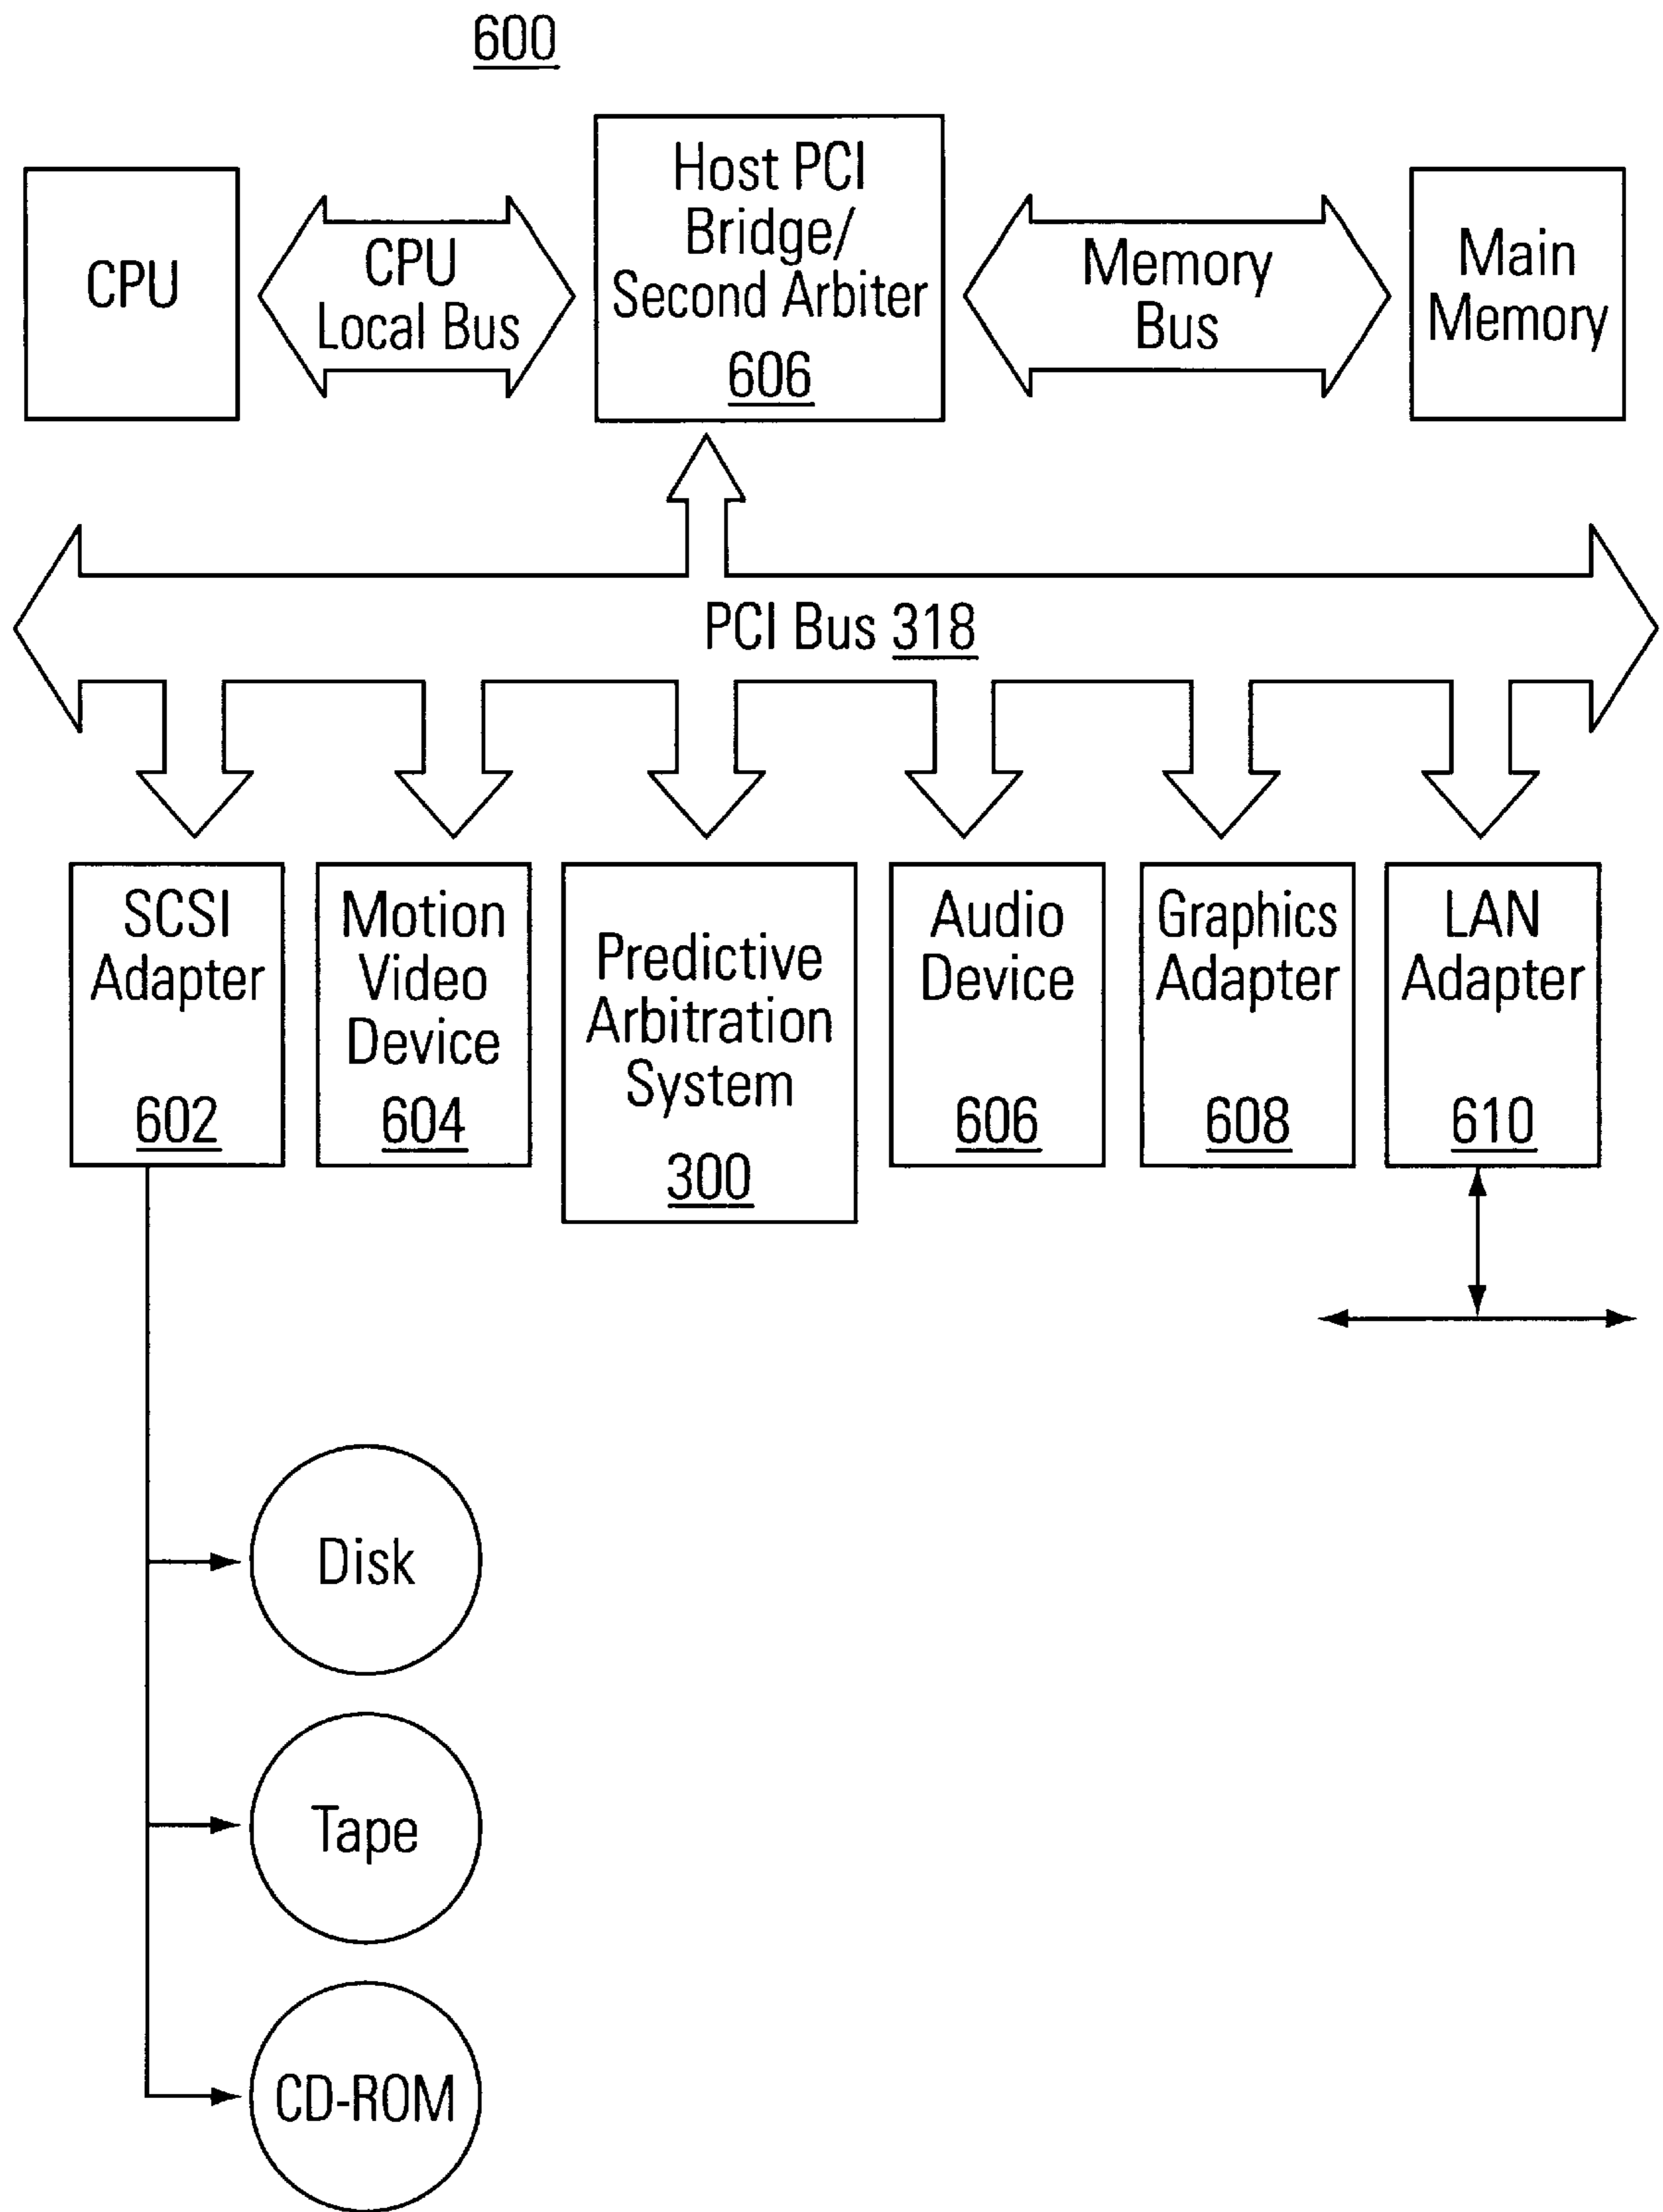 600
CPU
CPU
Local Bus
Host PCI
Bridge/
Second Arbiter
606
Memory
Bus
Main
Memory
PCI Bus 318
SCSI
Adapter
602
Motion
Video
Device
604
Predictive
Arbitration
System
300
Audio
Device
606
Graphics
Adapter
608
LAN
Adapter
610
Disk
Tape
CD-ROM